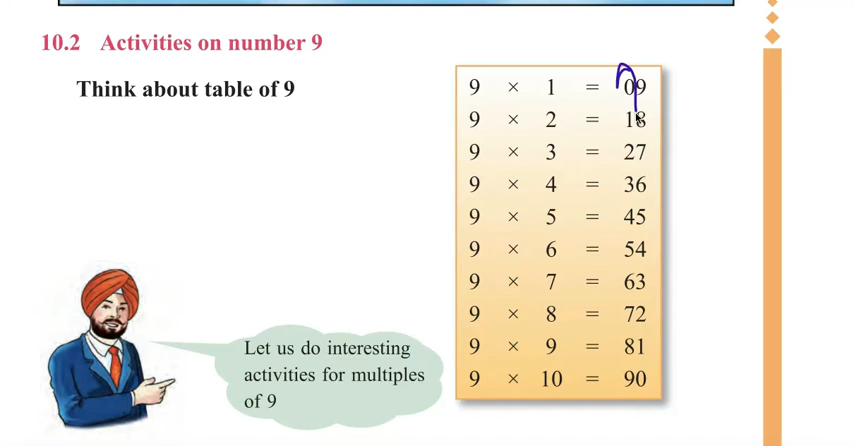 10.2 Activities on number 9
Think about table of 9
9 × 1 = 09
9 × 2 = 18
9 × 3 = 27
9 × 4 = 36
9 × 5 = 45
9 × 6 = 54
9 × 7 = 63
9 × 8 = 72
9 × 9 = 81
9 × 10 = 90
Let us do interesting
activities for multiples
of 9